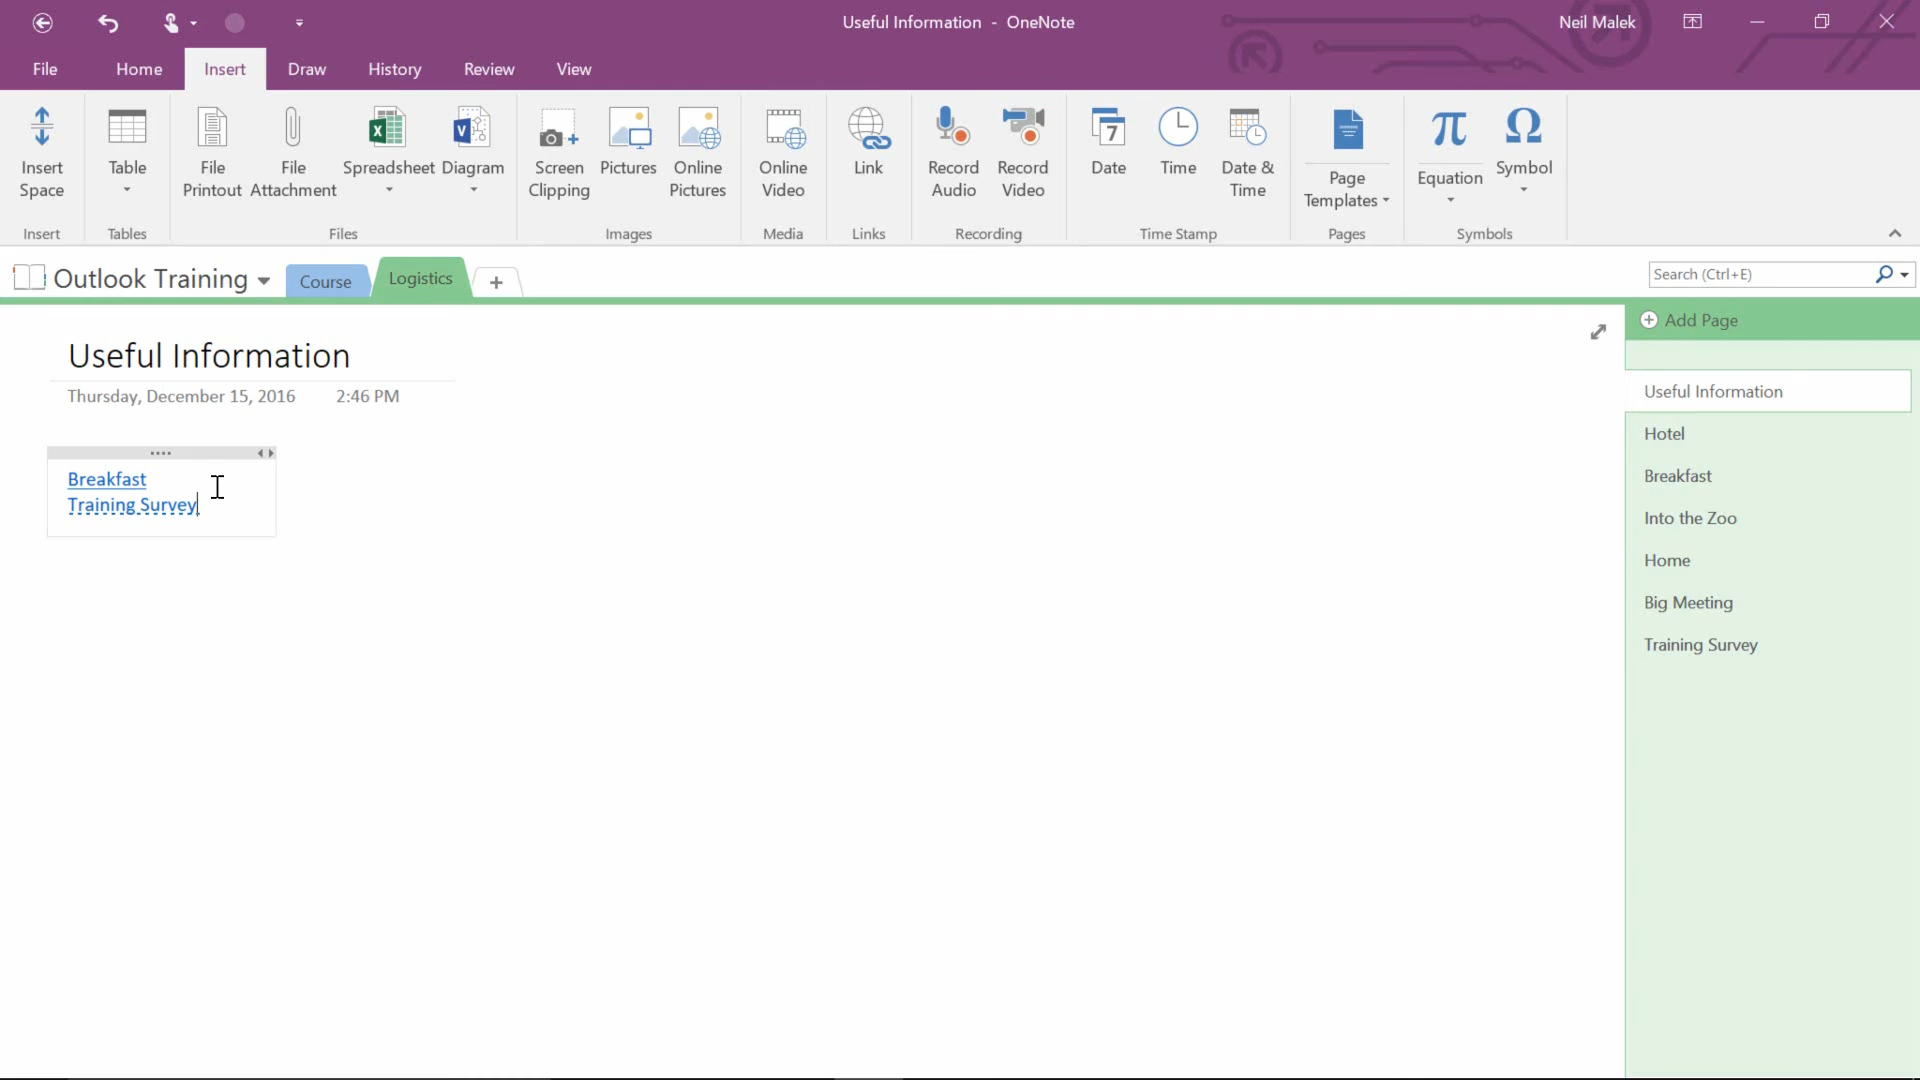 Useful Information - OneNote
Neil Malek
File Home Insert Draw History Review View
Insert Space
Table
File Printout
File Attachment
Spreadsheet
Diagram
Screen Clipping
Pictures
Online Pictures
Online Video
Link
Record Audio
Record Video
7
Date
Time
Date & Time
Page Templates
π
Equation
Ω
Symbol
Insert Tables Files Images Media Links Recording Time Stamp Pages Symbols
Outlook Training
Course
Logistics
Search (Ctrl+E)
Add Page
Useful Information
Thursday, December 15, 2016 2:46 PM
Breakfast
Training Survey
Useful Information
Hotel
Breakfast
Into the Zoo
Home
Big Meeting
Training Survey